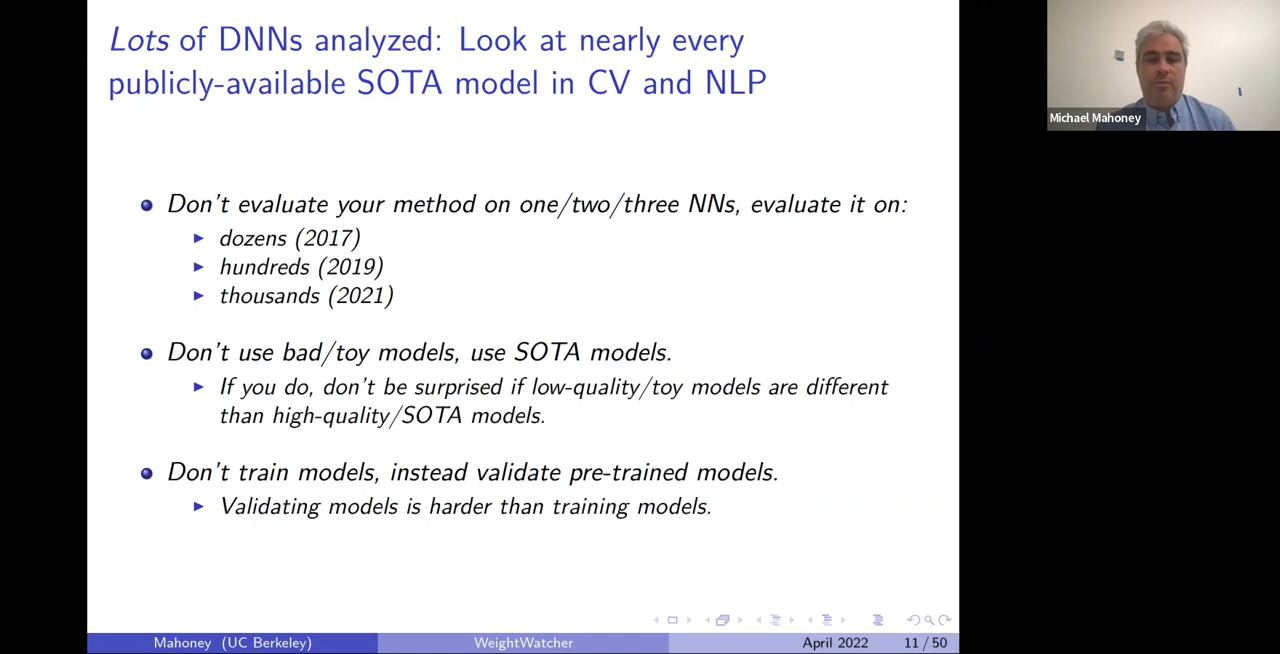 Lots of DNNs analyzed: Look at nearly every
publicly-available SOTA model in CV and NLP
Michael Mahoney
Don't evaluate your method on one/two/three NNs, evaluate it on:
dozens (2017)
hundreds (2019)
thousands (2021)
Don't use bad/toy models, use SOTA models.
If you do, don't be surprised if low-quality/toy models are different
than high-quality/SOTA models.
Don't train models, instead validate pre-trained models.
Validating models is harder than training models.
Mahoney (UC Berkeley) WeightWatcher April 2022 11 / 50